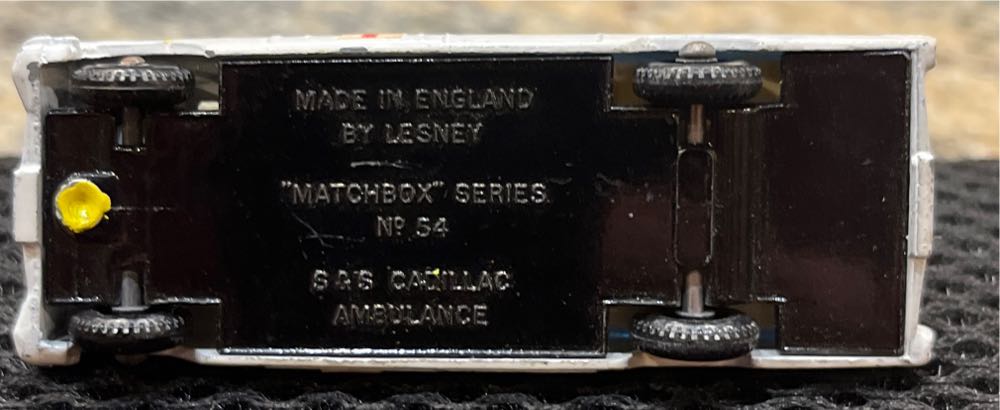 MADE IN ENGLAND
BY LESNEY
"MATCHBOX" SERIES
Nº 54
S&S CADILLAC
AMBULANCE